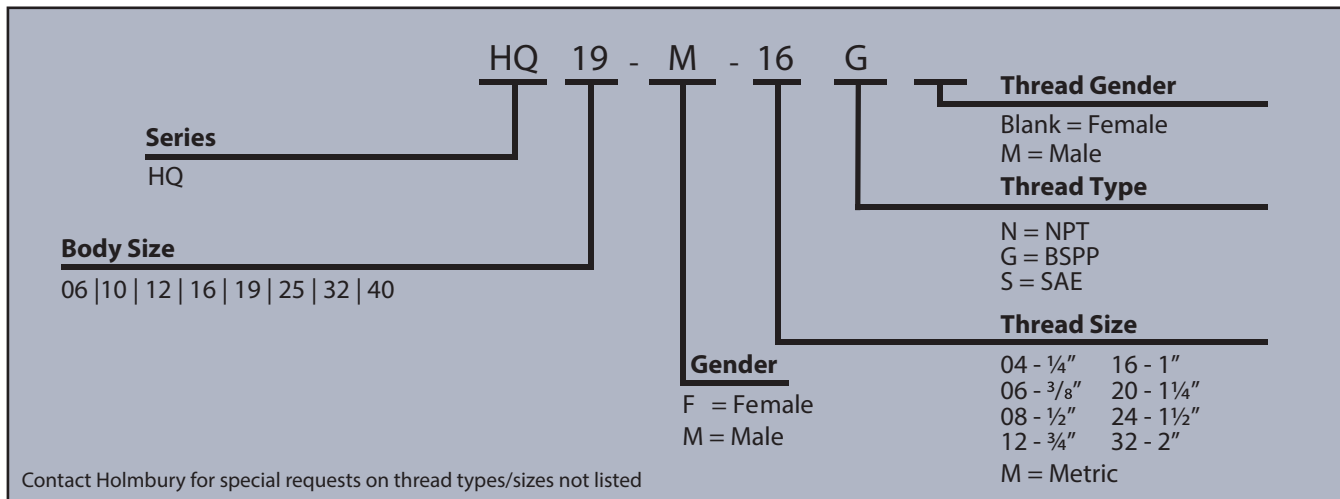 HQ 19 - M - 16 G
Series
HQ
Body Size
06 |10 | 12 | 16 | 19 | 25 | 32 | 40
Gender
F = Female
M = Male
Thread Gender
Blank = Female
M = Male
Thread Type
N = NPT
G = BSPP
S = SAE
Thread Size
04 - ¼” 16 - 1”
06 - ³/₈” 20 - 1¼”
08 - ½” 24 - 1½”
12 - ¾” 32 - 2”
M = Metric
Contact Holmbury for special requests on thread types/sizes not listed